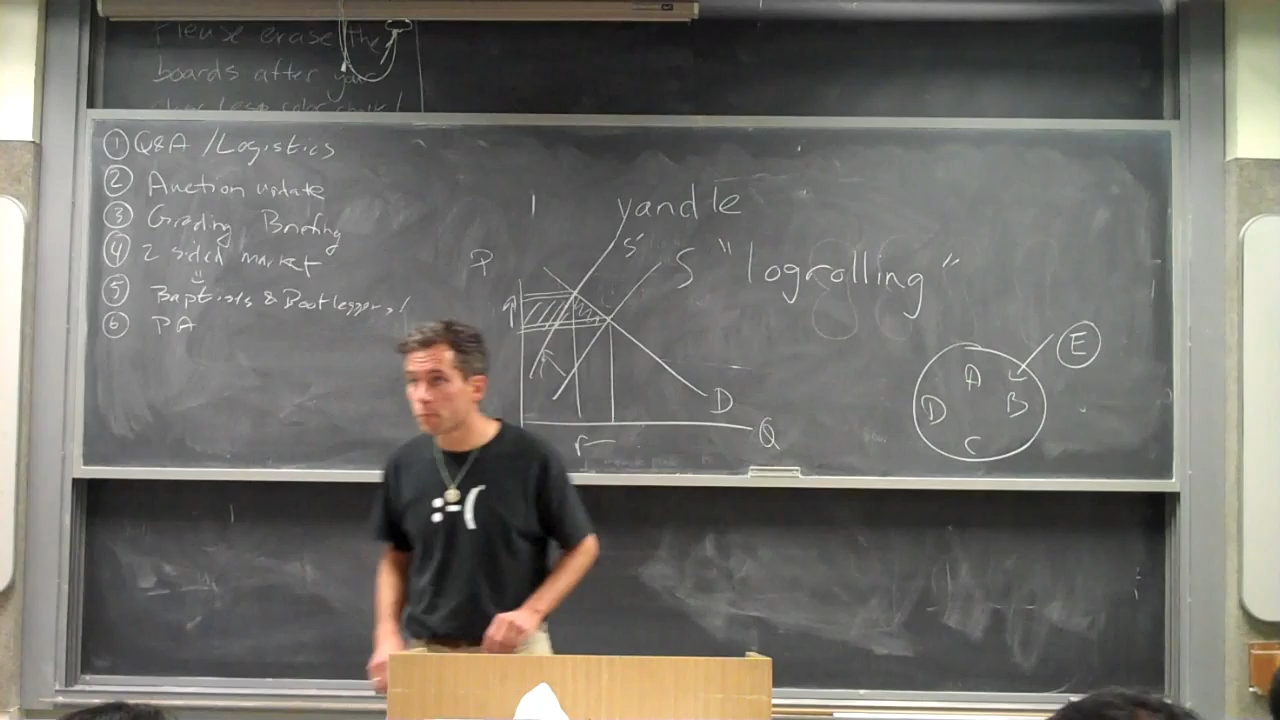 Please erase the
boards after your
① Q&A / Logistics
② Auction update
③ Grading Briefing
④ 2 sided market
⑤ Baptists & Bootleggers!
⑥ PA
yandle
"logrolling"
P
S'
S
D
Q
A
B
C
D
E
:-(